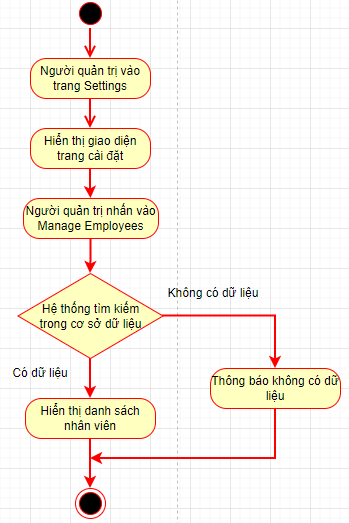 Người quản trị vào
trang Settings
Hiển thị giao diện
trang cài đặt
Người quản trị nhấn vào
Manage Employees
Hệ thống tìm kiếm
trong cơ sở dữ liệu
Không có dữ liệu
Có dữ liệu
Thông báo không có dữ
liệu
Hiển thị danh sách
nhân viên